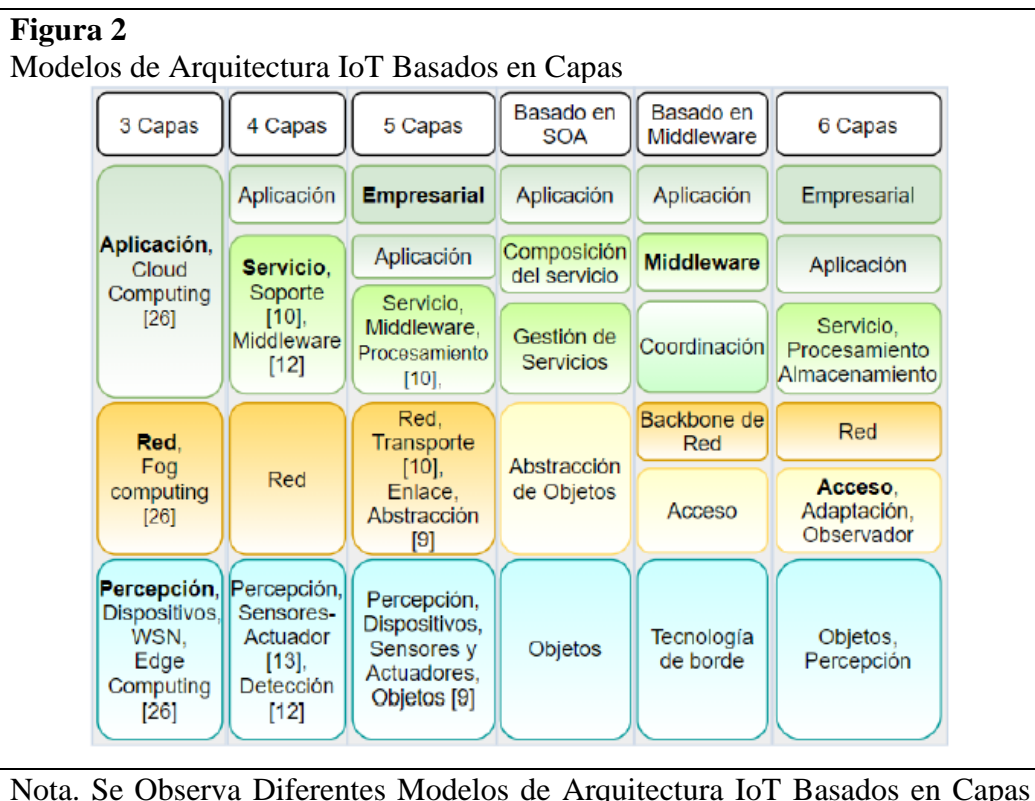 Figura 2
Modelos de Arquitectura IoT Basados en Capas
3 Capas
4 Capas
5 Capas
Basado en
SOA
Basado en
Middleware
6 Capas
Aplicación,
Cloud
Computing
[26]
Red,
Fog
computing
[26]
Percepción,
Dispositivos,
WSN,
Edge
Computing
[26]
Aplicación
Servicio,
Soporte
[10],
Middleware
[12]
Red
Percepción,
Sensores-
Actuador
[13],
Detección
[12]
Empresarial
Aplicación
Servicio,
Middleware,
Procesamiento
[10],
Red,
Transporte
[10],
Enlace,
Abstracción
[9]
Percepción,
Dispositivos,
Sensores y
Actuadores,
Objetos [9]
Aplicación
Composición
del servicio
Gestión de
Servicios
Abstracción
de Objetos
Objetos
Aplicación
Middleware
Coordinación
Backbone de
Red
Acceso
Tecnología
de borde
Empresarial
Aplicación
Servicio,
Procesamiento
Almacenamiento
Red
Acceso,
Adaptación,
Observador
Objetos,
Percepción
Nota. Se Observa Diferentes Modelos de Arquitectura IoT Basados en Capas